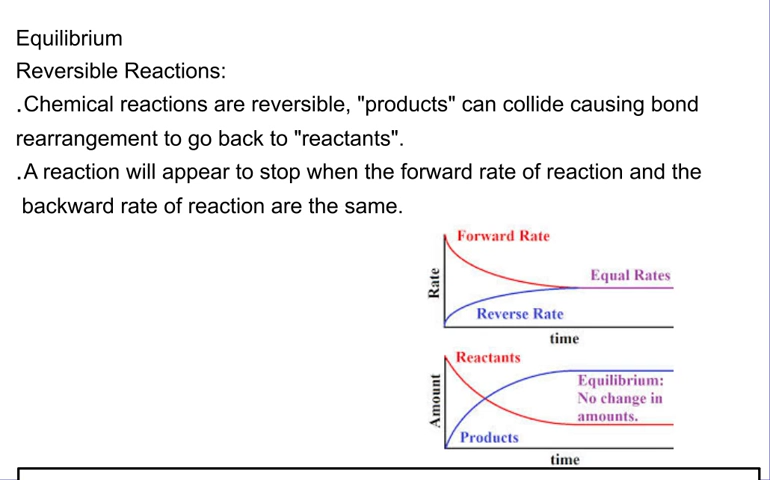 Equilibrium
Reversible Reactions:
.Chemical reactions are reversible, "products" can collide causing bond
rearrangement to go back to "reactants".
.A reaction will appear to stop when the forward rate of reaction and the
backward rate of reaction are the same.
Forward Rate
Equal Rates
Rate
Reverse Rate
time
Reactants
Equilibrium:
No change in
amounts.
Amount
Products
time